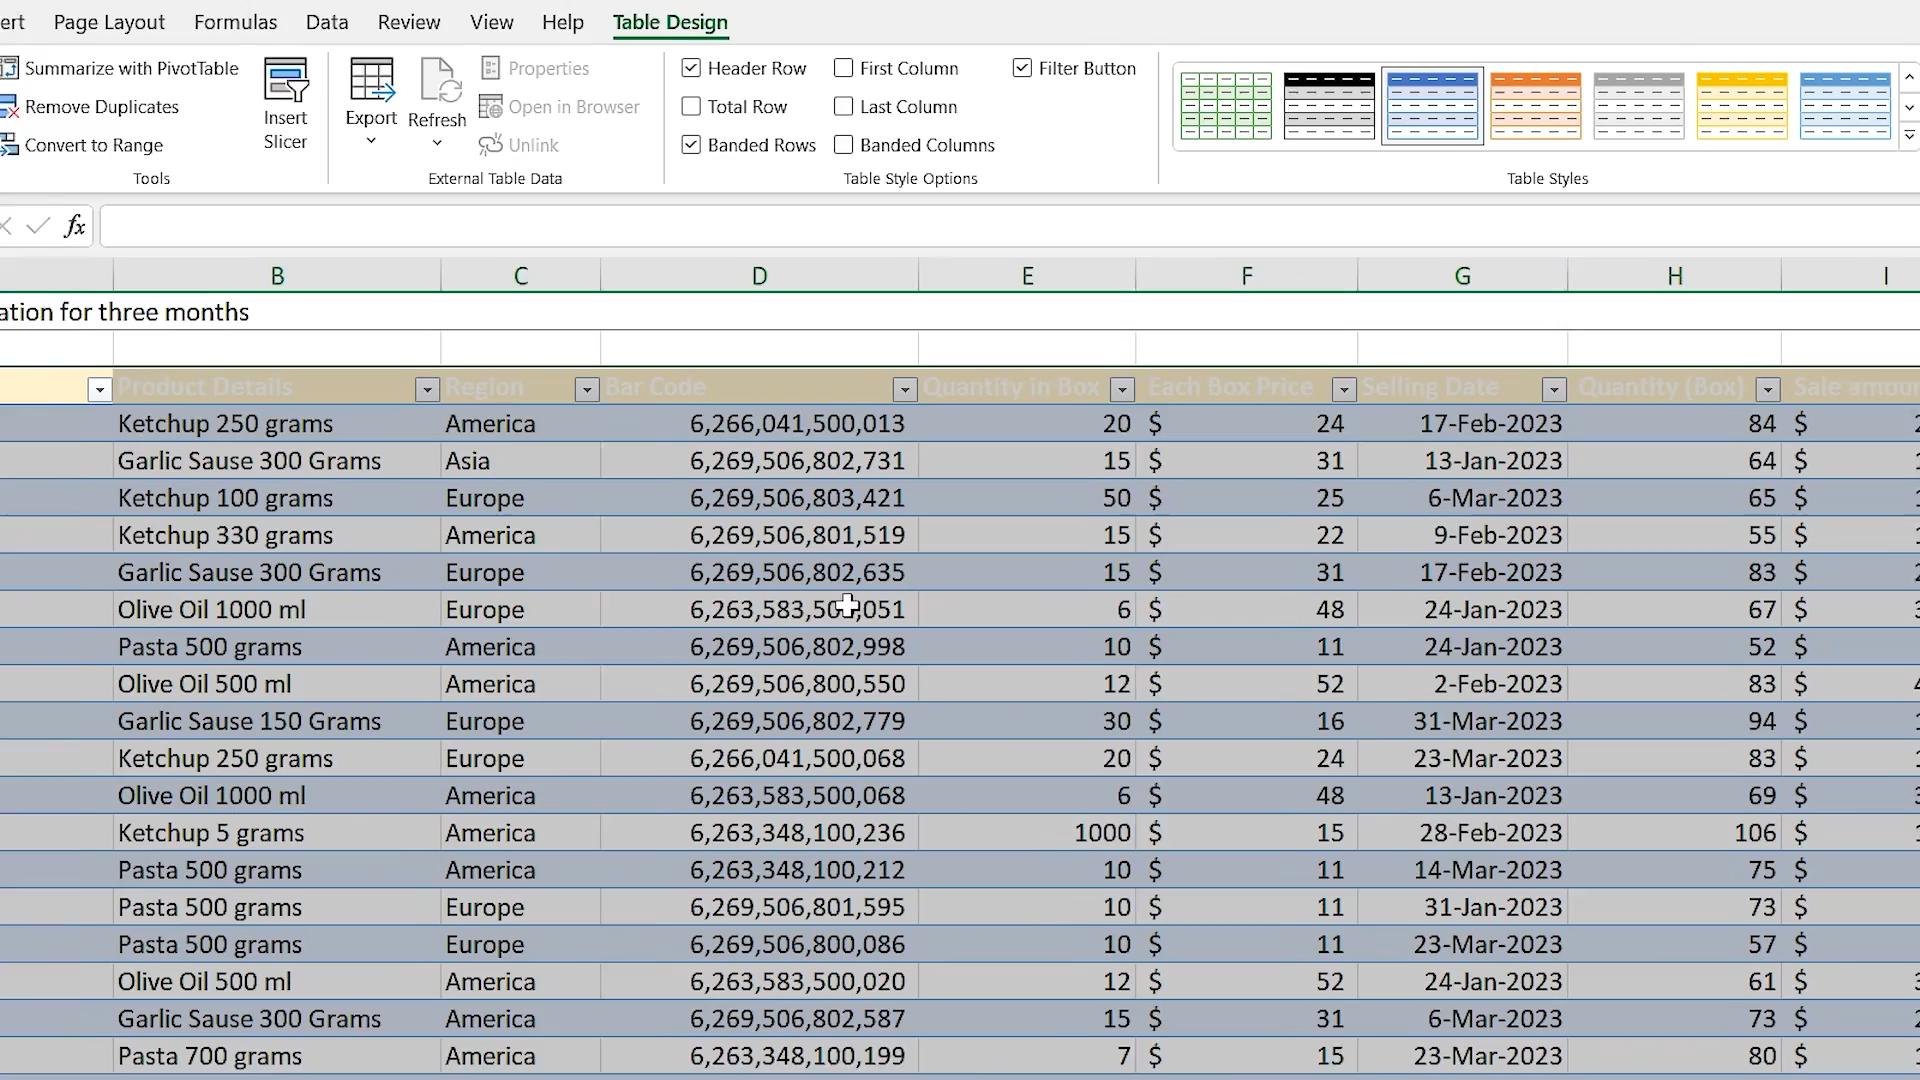 ert Page Layout Formulas Data Review View Help Table Design
Summarize with PivotTable
Remove Duplicates
Convert to Range
Tools
Insert
Slicer
Export
Refresh
Properties
Open in Browser
Unlink
External Table Data
Header Row First Column Filter Button
Total Row Last Column
Banded Rows Banded Columns
Table Style Options
Table Styles
fx
B C D E F G H I
ation for three months
Product Details Region Bar Code Quantity in Box Each Box Price Selling Date Quantity (Box) Sale amoun
Ketchup 250 grams America 6,266,041,500,013 20 $ 24 17-Feb-2023 84 $ 2
Garlic Sause 300 Grams Asia 6,269,506,802,731 15 $ 31 13-Jan-2023 64 $ 1
Ketchup 100 grams Europe 6,269,506,803,421 50 $ 25 6-Mar-2023 65 $ 1
Ketchup 330 grams America 6,269,506,801,519 15 $ 22 9-Feb-2023 55 $ 1
Garlic Sause 300 Grams Europe 6,269,506,802,635 15 $ 31 17-Feb-2023 83 $ 2
Olive Oil 1000 ml Europe 6 $ 48 24-Jan-2023 67 $ 3
Pasta 500 grams America 6,269,506,802,998 10 $ 11 24-Jan-2023 52 $
Olive Oil 500 ml America 6,269,506,800,550 12 $ 52 2-Feb-2023 83 $ 4
Garlic Sause 150 Grams Europe 6,269,506,802,779 30 $ 16 31-Mar-2023 94 $ 1
Ketchup 250 grams Europe 6,266,041,500,068 20 $ 24 23-Mar-2023 83 $ 1
Olive Oil 1000 ml America 6,263,583,500,068 6 $ 48 13-Jan-2023 69 $ 3
Ketchup 5 grams America 6,263,348,100,236 1000 $ 15 28-Feb-2023 106 $ 1
Pasta 500 grams America 6,263,348,100,212 10 $ 11 14-Mar-2023 75 $
Pasta 500 grams Europe 6,269,506,801,595 10 $ 11 31-Jan-2023 73 $
Pasta 500 grams Europe 6,269,506,800,086 10 $ 11 23-Mar-2023 57 $
Olive Oil 500 ml America 6,263,583,500,020 12 $ 52 24-Jan-2023 61 $ 3
Garlic Sause 300 Grams America 6,269,506,802,587 15 $ 31 6-Mar-2023 73 $ 2
Pasta 700 grams America 6,263,348,100,199 7 $ 15 23-Mar-2023 80 $ 1